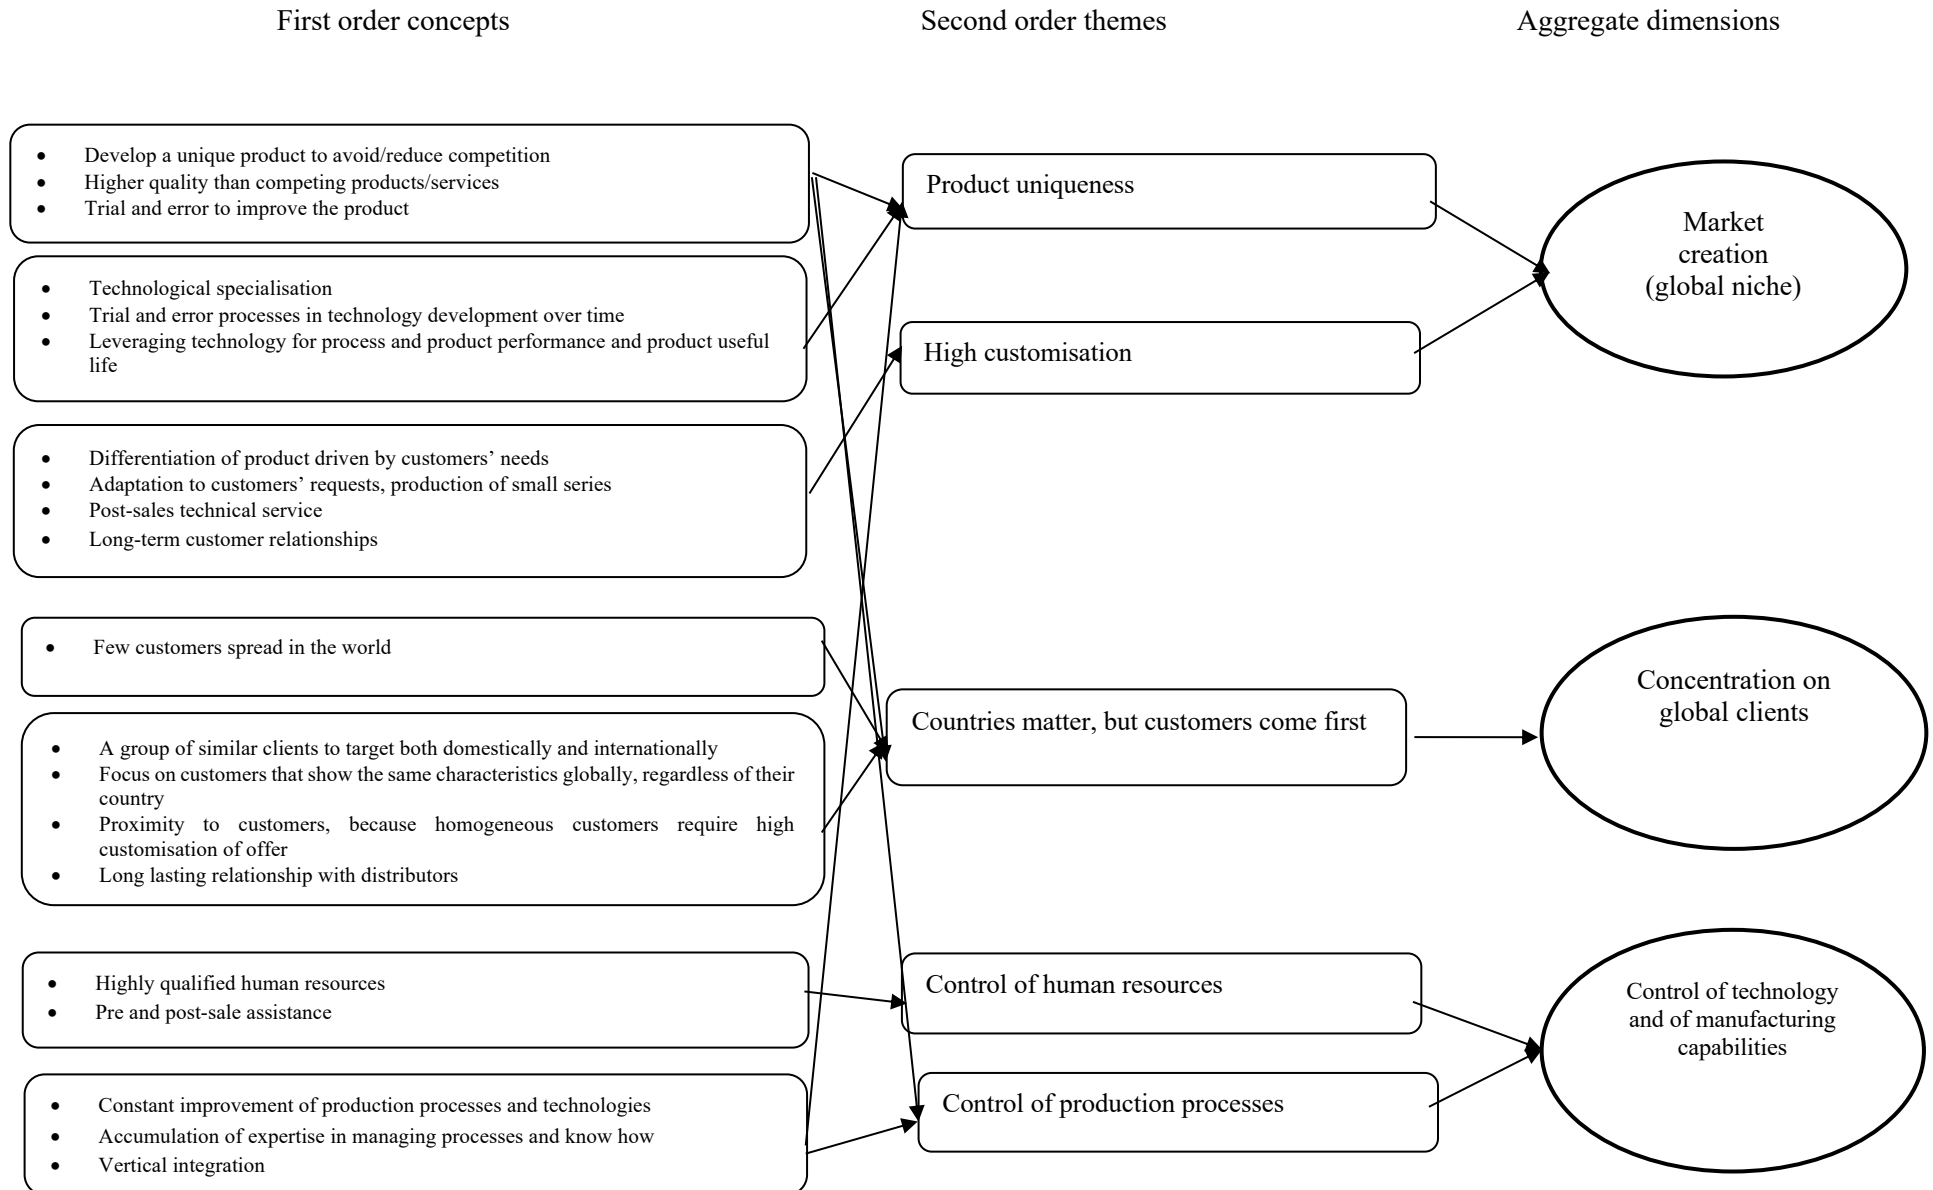 First order concepts
Second order themes
Aggregate dimensions
• Develop a unique product to avoid/reduce competition
• Higher quality than competing products/services
• Trial and error to improve the product
• Technological specialisation
• Trial and error processes in technology development over time
• Leveraging technology for process and product performance and product useful
life
• Differentiation of product driven by customers’ needs
• Adaptation to customers’ requests, production of small series
• Post-sales technical service
• Long-term customer relationships
• Few customers spread in the world
• A group of similar clients to target both domestically and internationally
• Focus on customers that show the same characteristics globally, regardless of their
country
• Proximity to customers, because homogeneous customers require high
customisation of offer
• Long lasting relationship with distributors
• Highly qualified human resources
• Pre and post-sale assistance
• Constant improvement of production processes and technologies
• Accumulation of expertise in managing processes and know how
• Vertical integration
Product uniqueness
High customisation
Countries matter, but customers come first
Control of human resources
Control of production processes
Market
creation
(global niche)
Concentration on
global clients
Control of technology
and of manufacturing
capabilities